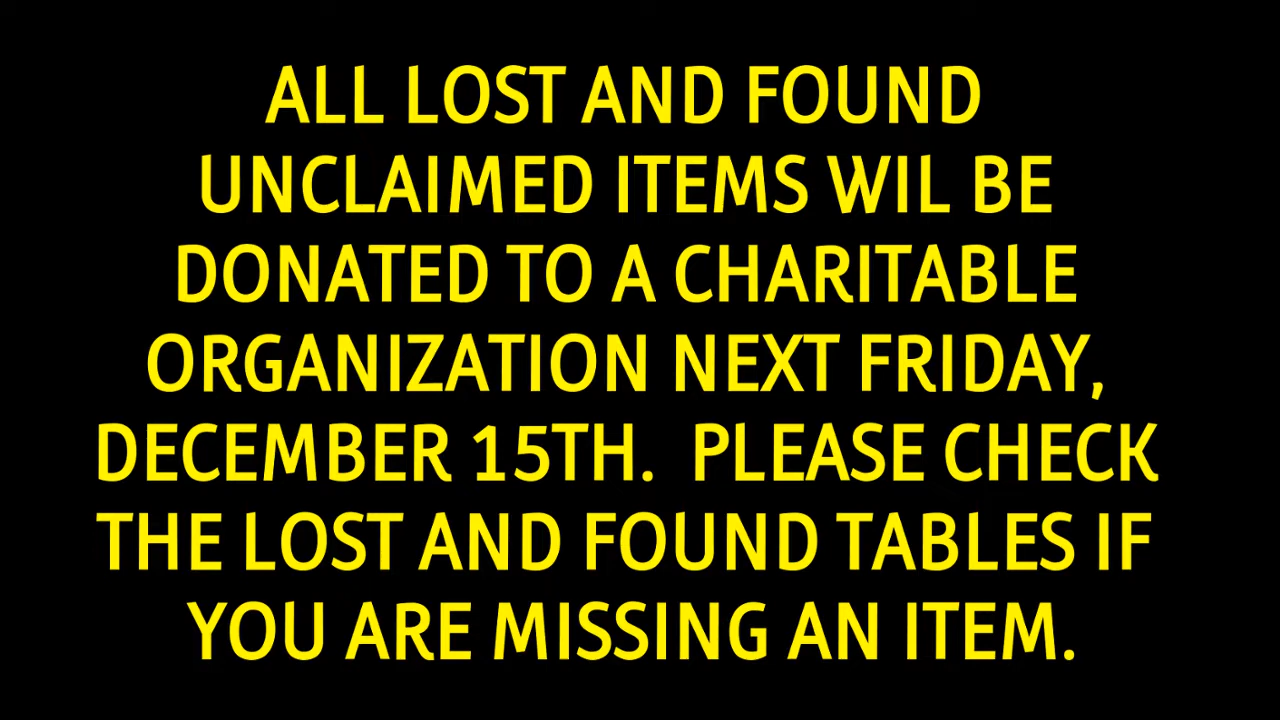 ALL LOST AND FOUND
UNCLAIMED ITEMS WIL BE
DONATED TO A CHARITABLE
ORGANIZATION NEXT FRIDAY,
DECEMBER 15TH.  PLEASE CHECK
THE LOST AND FOUND TABLES IF
YOU ARE MISSING AN ITEM.